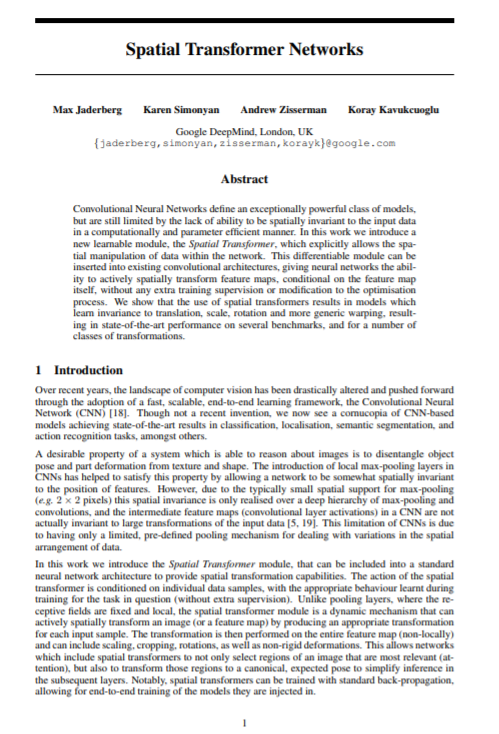 Spatial Transformer Networks
Max Jaderberg Karen Simonyan Andrew Zisserman Koray Kavukcuoglu
Google DeepMind, London, UK
{jaderberg,simonyan,zisserman,korayk}@google.com
Abstract
Convolutional Neural Networks define an exceptionally powerful class of models,
but are still limited by the lack of ability to be spatially invariant to the input data
in a computationally and parameter efficient manner. In this work we introduce a
new learnable module, the Spatial Transformer, which explicitly allows the spa-
tial manipulation of data within the network. This differentiable module can be
inserted into existing convolutional architectures, giving neural networks the abil-
ity to actively spatially transform feature maps, conditional on the feature map
itself, without any extra training supervision or modification to the optimisation
process. We show that the use of spatial transformers results in models which
learn invariance to translation, scale, rotation and more generic warping, result-
ing in state-of-the-art performance on several benchmarks, and for a number of
classes of transformations.
1 Introduction
Over recent years, the landscape of computer vision has been drastically altered and pushed forward
through the adoption of a fast, scalable, end-to-end learning framework, the Convolutional Neural
Network (CNN) [18]. Though not a recent invention, we now see a cornucopia of CNN-based
models achieving state-of-the-art results in classification, localisation, semantic segmentation, and
action recognition tasks, amongst others.
A desirable property of a system which is able to reason about images is to disentangle object
pose and part deformation from texture and shape. The introduction of local max-pooling layers in
CNNs has helped to satisfy this property by allowing a network to be somewhat spatially invariant
to the position of features. However, due to the typically small spatial support for max-pooling
(e.g. 2 × 2 pixels) this spatial invariance is only realised over a deep hierarchy of max-pooling and
convolutions, and the intermediate feature maps (convolutional layer activations) in a CNN are not
actually invariant to large transformations of the input data [5, 19]. This limitation of CNNs is due
to having only a limited, pre-defined pooling mechanism for dealing with variations in the spatial
arrangement of data.
In this work we introduce the Spatial Transformer module, that can be included into a standard
neural network architecture to provide spatial transformation capabilities. The action of the spatial
transformer is conditioned on individual data samples, with the appropriate behaviour learnt during
training for the task in question (without extra supervision). Unlike pooling layers, where the re-
ceptive fields are fixed and local, the spatial transformer module is a dynamic mechanism that can
actively spatially transform an image (or a feature map) by producing an appropriate transformation
for each input sample. The transformation is then performed on the entire feature map (non-locally)
and can include scaling, cropping, rotations, as well as non-rigid deformations. This allows networks
which include spatial transformers to not only select regions of an image that are most relevant (at-
tention), but also to transform those regions to a canonical, expected pose to simplify inference in
the subsequent layers. Notably, spatial transformers can be trained with standard back-propagation,
allowing for end-to-end training of the models they are injected in.
1